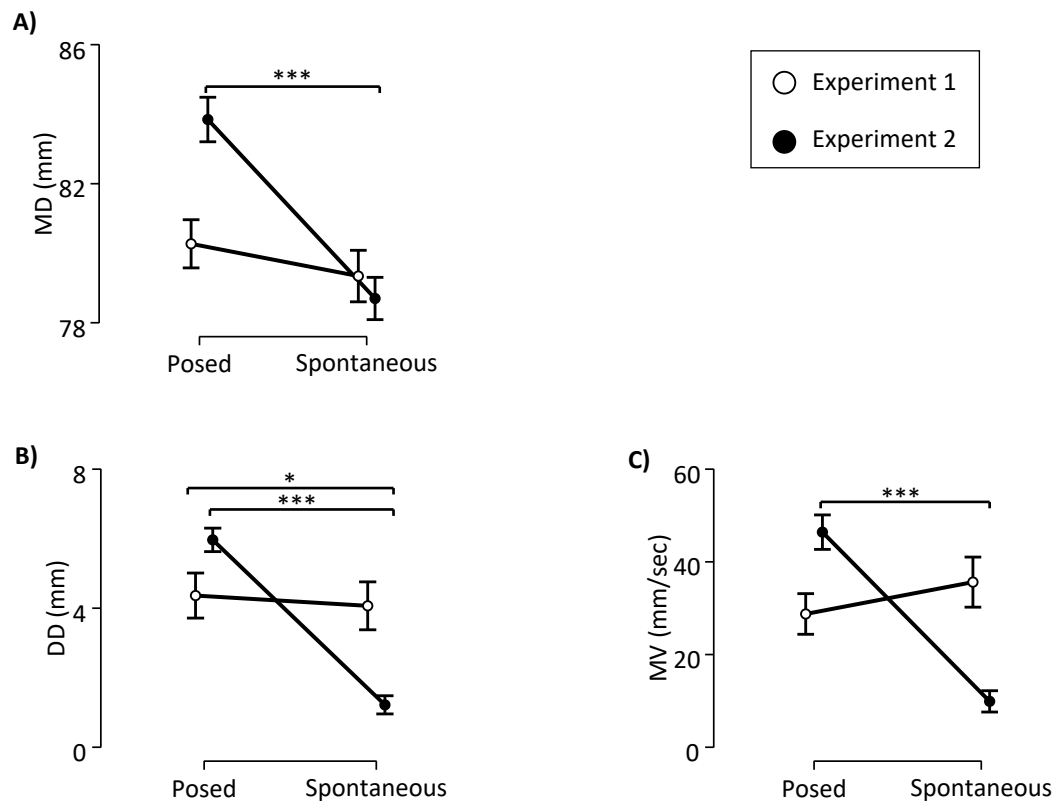 A)
86
82
78
MD (mm)
***
Posed
Spontaneous
Experiment 1
Experiment 2
B)
8
4
0
DD (mm)
*
***
Posed
Spontaneous
C)
60
40
20
0
MV (mm/sec)
***
Posed
Spontaneous